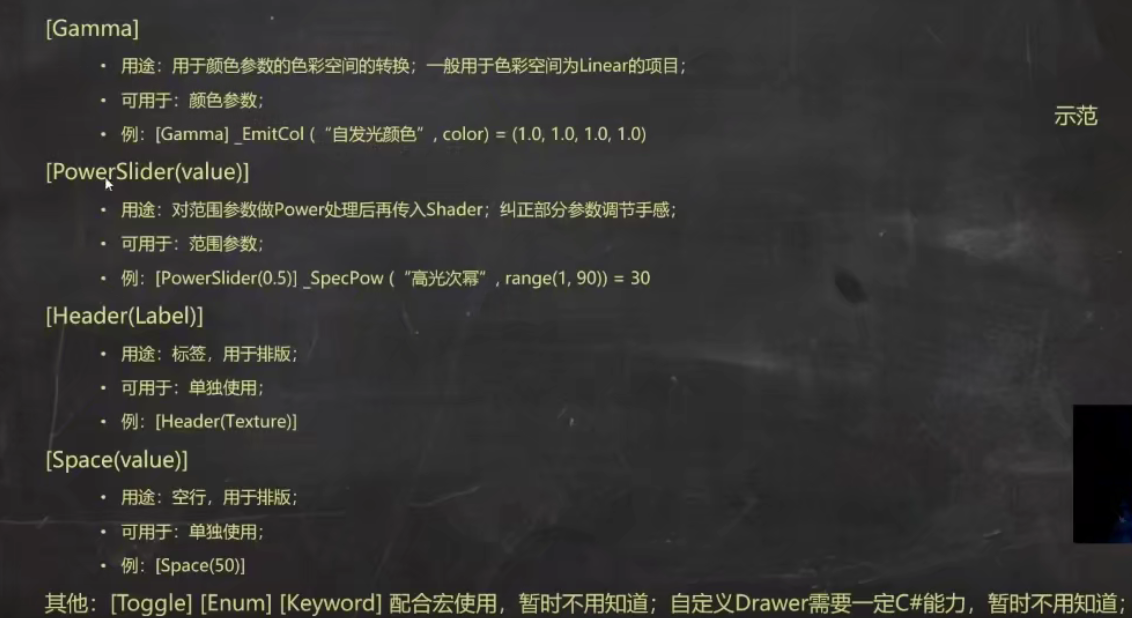 [Gamma]
• 用途：用于颜色参数的色彩空间的转换；一般用于色彩空间为Linear的项目；
• 可用于：颜色参数；
示范
• 例：[Gamma] _EmitCol (“自发光颜色”, color) = (1.0, 1.0, 1.0, 1.0)
[PowerSlider(value)]
• 用途：对范围参数做Power处理后再传入Shader；纠正部分参数调节手感；
• 可用于：范围参数；
• 例：[PowerSlider(0.5)] _SpecPow (“高光次幂”, range(1, 90)) = 30
[Header(Label)]
• 用途：标签，用于排版；
• 可用于：单独使用；
• 例：[Header(Texture)]
[Space(value)]
• 用途：空行，用于排版；
• 可用于：单独使用；
• 例：[Space(50)]
其他：[Toggle] [Enum] [Keyword] 配合宏使用，暂时不用知道；自定义Drawer需要一定C#能力，暂时不用知道；